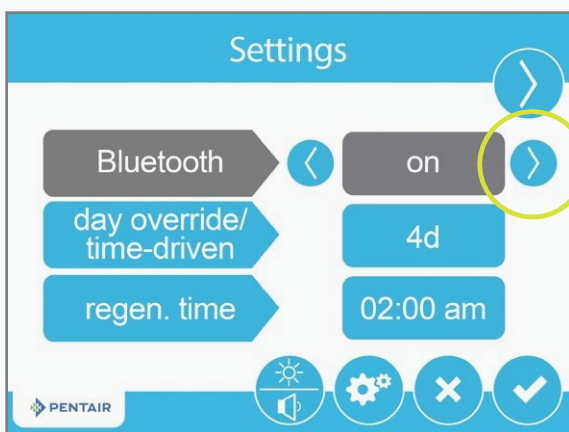 Settings
Bluetooth
on
day override/
time-driven
4d
regen. time
02:00 am
PENTAIR